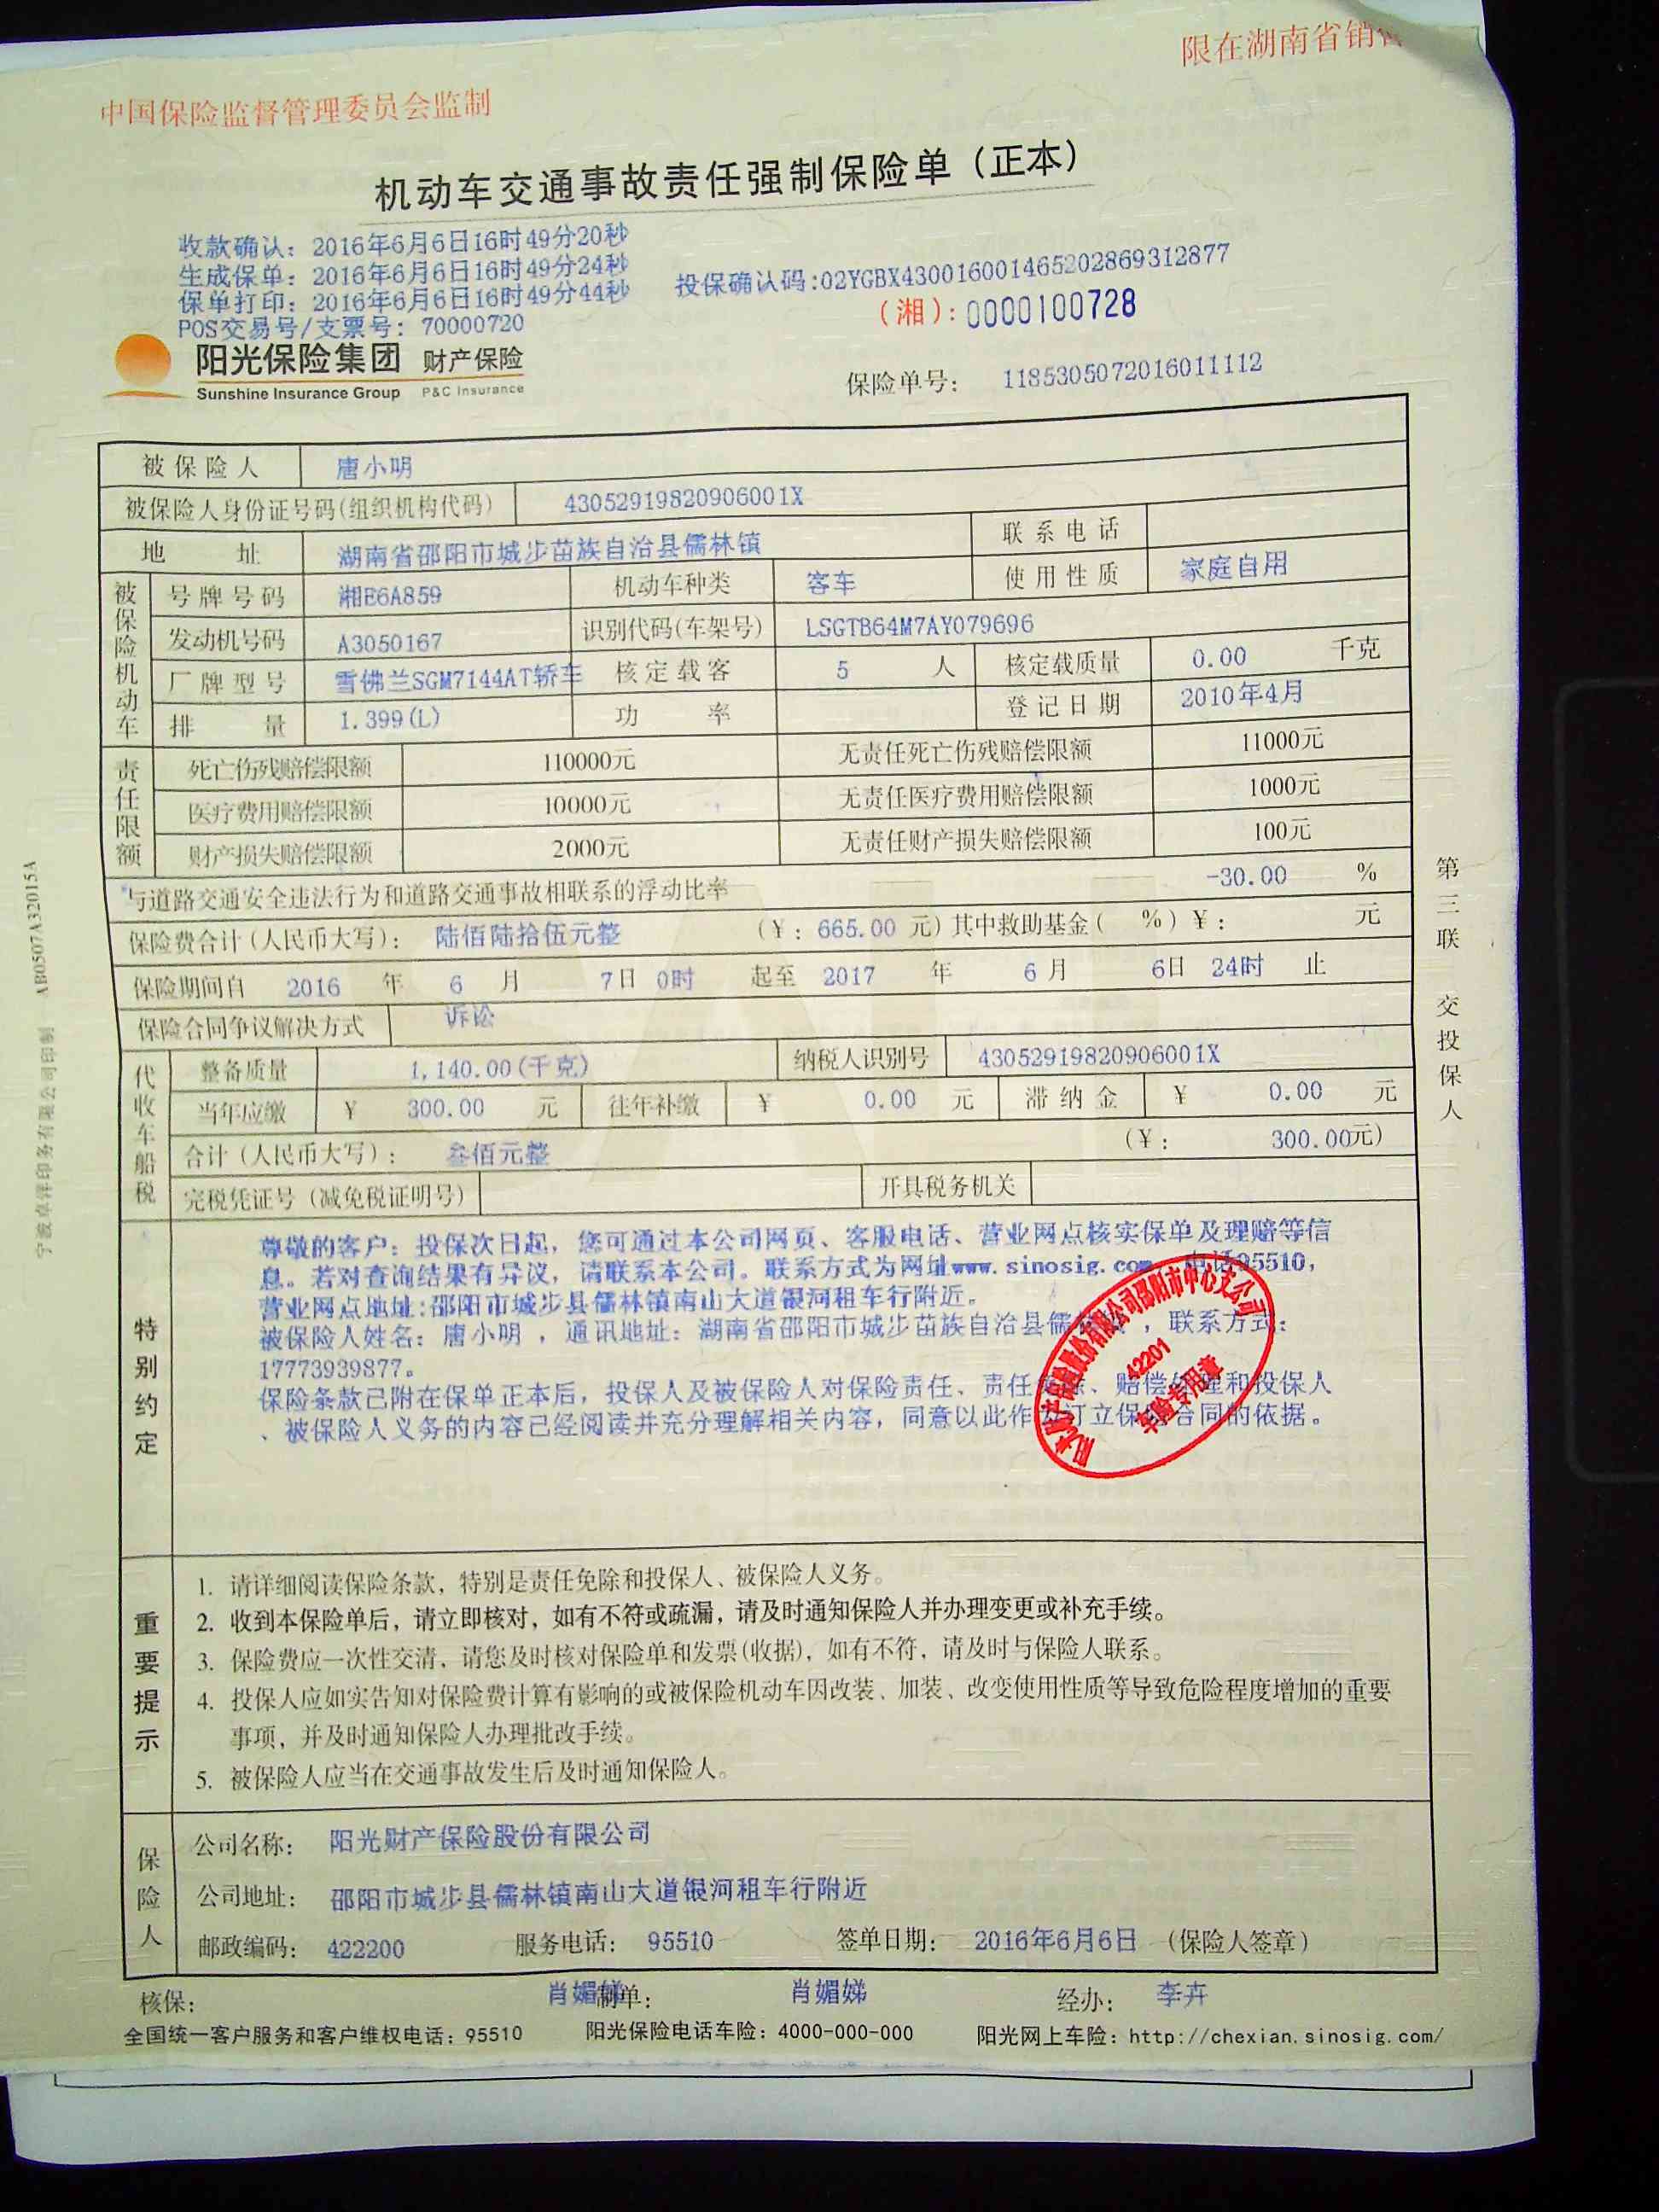 限在湖南省销售
中国保险监督管理委员会监制
机动车交通事故责任强制保险单（正本）
收款确认：2016年6月6日16时49分20秒
生成保单：2016年6月6日16时49分24秒
保单打印：2016年6月6日16时49分44秒
投保确认码:02YGBX430016001465202869312877
POS交易号/支票号：70000720
（湘）：0000100728
阳光保险集团 财产保险
Sunshine Insurance Group P&C Insurance
保险单号： 1185305072016011112
被保险人 唐小明
被保险人身份证号码(组织机构代码) 43052919820906001X
地 址 湖南省邵阳市城步苗族自治县儒林镇 联系电话
被保险机动车
号牌号码 湘E6A859 机动车种类 客车 使用性质 家庭自用
发动机号码 A3050167 识别代码(车架号) LSGTB64M7AY079696
厂牌型号 雪佛兰SGM7144AT轿车 核定载客 5 人 核定载质量 0.00 千克
排 量 1.399(L) 功 率 登记日期 2010年4月
责任限额
死亡伤残赔偿限额 110000元 无责任死亡伤残赔偿限额 11000元
医疗费用赔偿限额 10000元 无责任医疗费用赔偿限额 1000元
财产损失赔偿限额 2000元 无责任财产损失赔偿限额 100元
与道路交通安全违法行为和道路交通事故相联系的浮动比率 -30.00 %
保险费合计(人民币大写)： 陆佰陆拾伍元整 (￥：665.00 元)其中救助基金( %)￥： 元
保险期间自 2016 年 6 月 7日 0时 起至 2017 年 6 月 6日 24时 止
保险合同争议解决方式 诉讼
代收车船税
整备质量 1,140.00(千克) 纳税人识别号 43052919820906001X
当年应缴 ￥ 300.00 元 往年补缴 ￥ 0.00 元 滞纳金 ￥ 0.00 元
合计(人民币大写)： 叁佰元整 (￥： 300.00元)
完税凭证号(减免税证明号) 开具税务机关
特别约定
尊敬的客户：投保次日起，您可通过本公司网页、客服电话、营业网点核实保单及理赔等信
息。若对查询结果有异议，请联系本公司。联系方式为网址www.sinosig.com 电话95510，
营业网点地址:邵阳市城步县儒林镇南山大道银河租车行附近。
被保险人姓名：唐小明 ，通讯地址：湖南省邵阳市城步苗族自治县儒 ，联系方式：
17773939877。
保险条款已附在保单正本后，投保人及被保险人对保险责任、责任 、赔偿处理和投保人
、被保险人义务的内容已经阅读并充分理解相关内容，同意以此作为订立保险合同的依据。
阳光财产保险股份有限公司邵阳市中心支公司
42201
车险专用章
重要提示
1. 请详细阅读保险条款，特别是责任免除和投保人、被保险人义务。
2. 收到本保险单后，请立即核对，如有不符或疏漏，请及时通知保险人并办理变更或补充手续。
3. 保险费应一次性交清，请您及时核对保险单和发票(收据)，如有不符，请及时与保险人联系。
4. 投保人应如实告知对保险费计算有影响的或被保险机动车因改装、加装、改变使用性质等导致危险程度增加的重要
事项，并及时通知保险人办理批改手续。
5. 被保险人应当在交通事故发生后及时通知保险人。
保险人
公司名称： 阳光财产保险股份有限公司
公司地址： 邵阳市城步县儒林镇南山大道银河租车行附近
邮政编码： 422200 服务电话： 95510 签单日期： 2016年6月6日 (保险人签章)
核保： 肖媚娣 制单： 肖媚娣 经办： 李卉
全国统一客户服务和客户维权电话：95510 阳光保险电话车险：4000-000-000 阳光网上车险：http://chexian.sinosig.com/
第三联 交投保人
宁波卓祥印务有限公司印制 AB0507A32015A